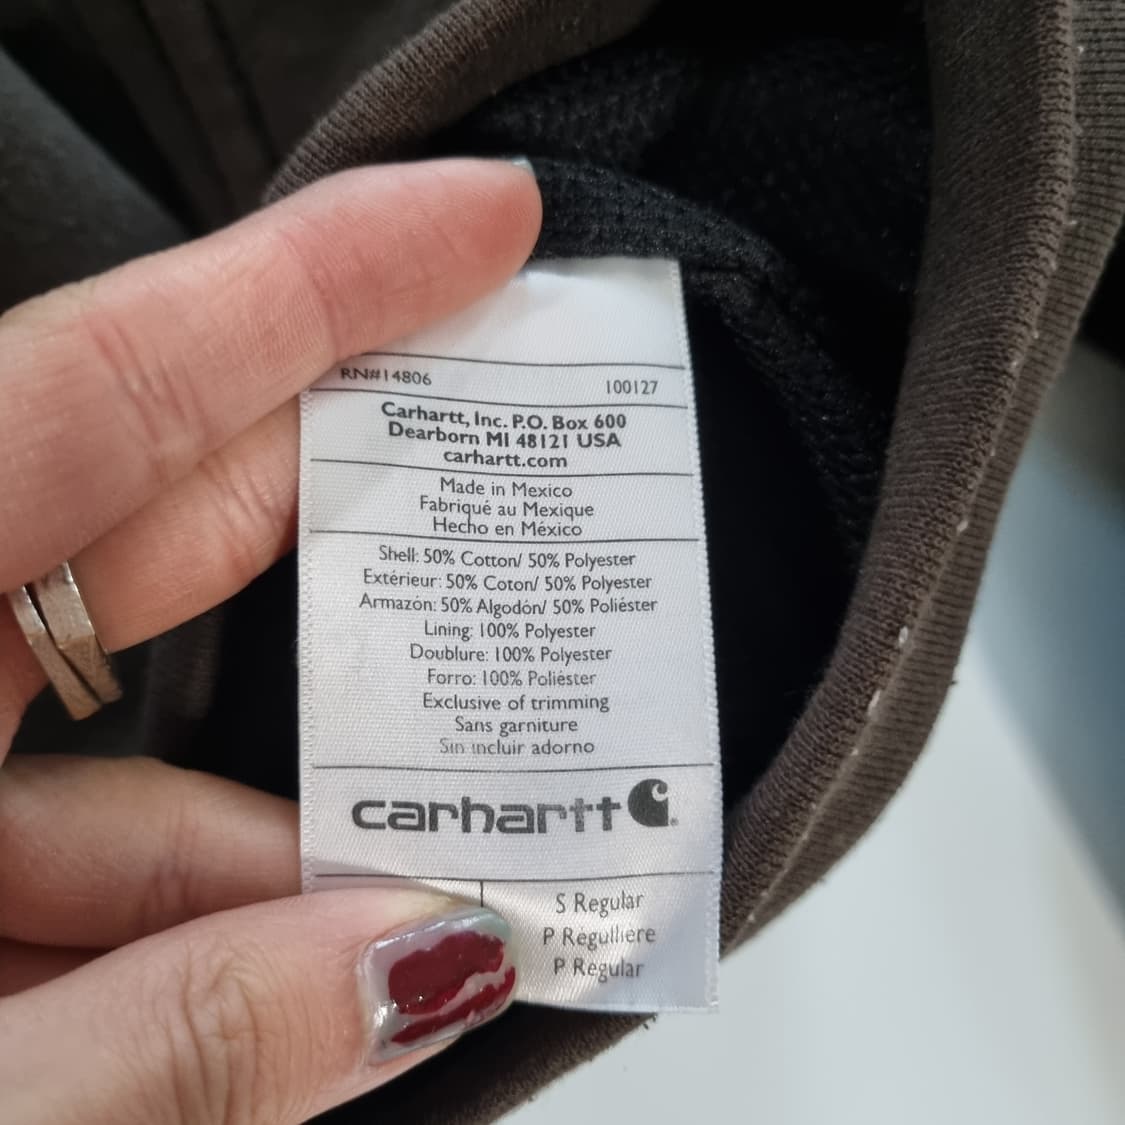 RN#14806 100127
Carhartt, Inc. P.O. Box 600
Dearborn MI 48121 USA
carhartt.com
Made in Mexico
Fabriqué au Mexique
Hecho en México
Shell: 50% Cotton/ 50% Polyester
Extérieur: 50% Coton/ 50% Polyester
Armazón: 50% Algodón/ 50% Poliéster
Lining: 100% Polyester
Doublure: 100% Polyester
Forro: 100% Poliéster
Exclusive of trimming
Sans garniture
Sin incluir adorno
carhartt
S Regular
P Régulliere
P Regular